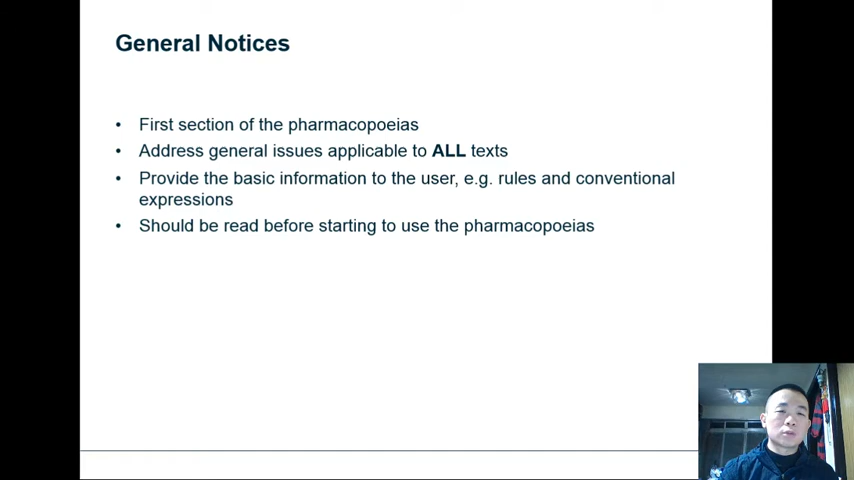 General Notices
• First section of the pharmacopoeias
• Address general issues applicable to ALL texts
• Provide the basic information to the user, e.g. rules and conventional
expressions
• Should be read before starting to use the pharmacopoeias